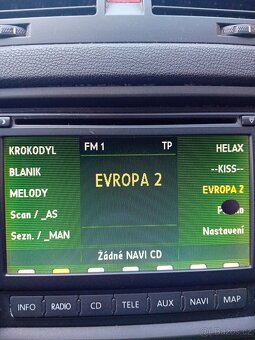 KROKODYL
FM 1
TP
HELAX
BLANIK
--KISS--
EVROPA 2
MELODY
EVROPA 2
Scan / _AS
Sezn. / _MAN
Nastavení
Žádné NAVI CD
INFO
RADIO
CD
TELE
AUX
NAVI
MAP